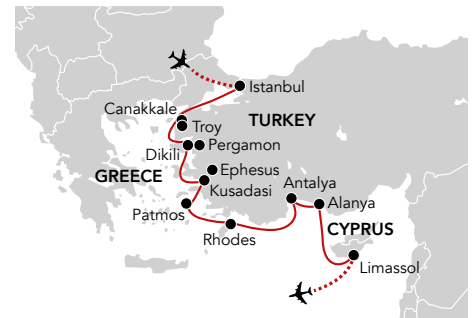 Istanbul
Canakkale
Troy
TURKEY
Dikili
Pergamon
Ephesus
GREECE
Kusadasi
Antalya
Alanya
Patmos
Rhodes
CYPRUS
Limassol